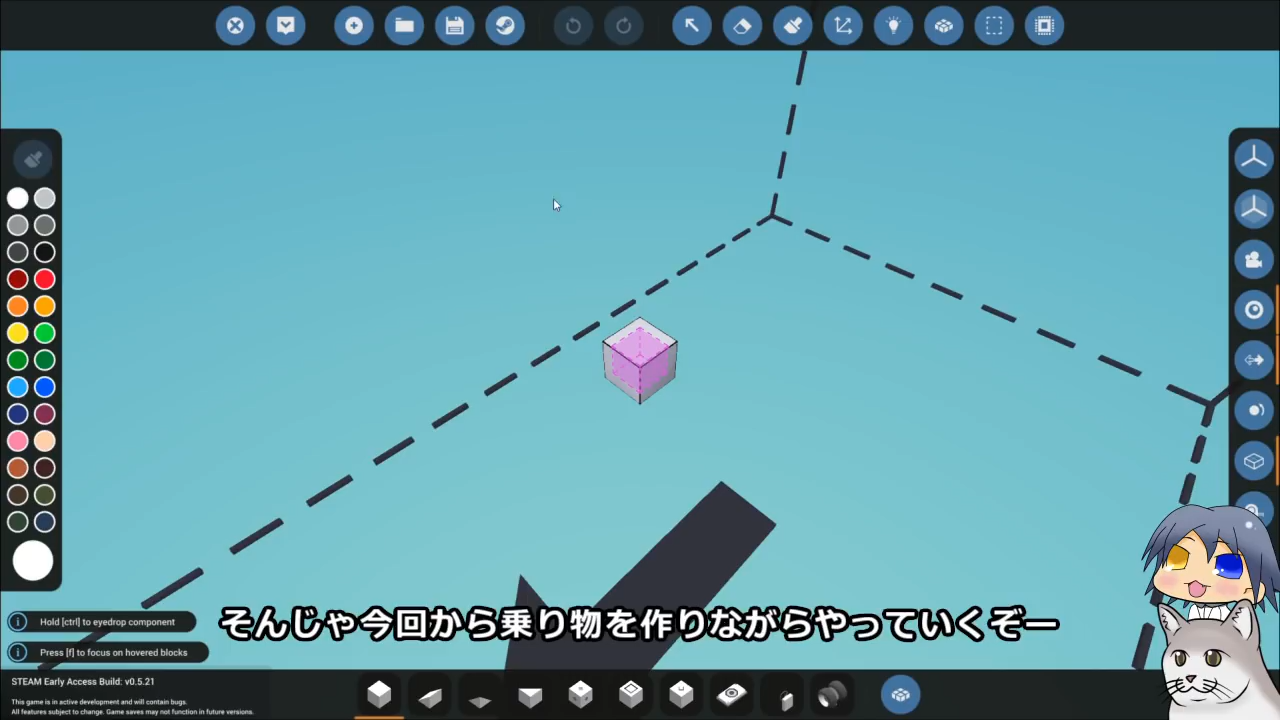 Hold [ctrl] to eyedrop component
そんじゃ今回から乗り物を作りながらやっていくぞー
Press [f] to focus on hovered blocks
STEAM Early Access Build: v0.5.21
This game is in active development and will contain bugs.
All features subject to change. Game saves may not function in future versions.